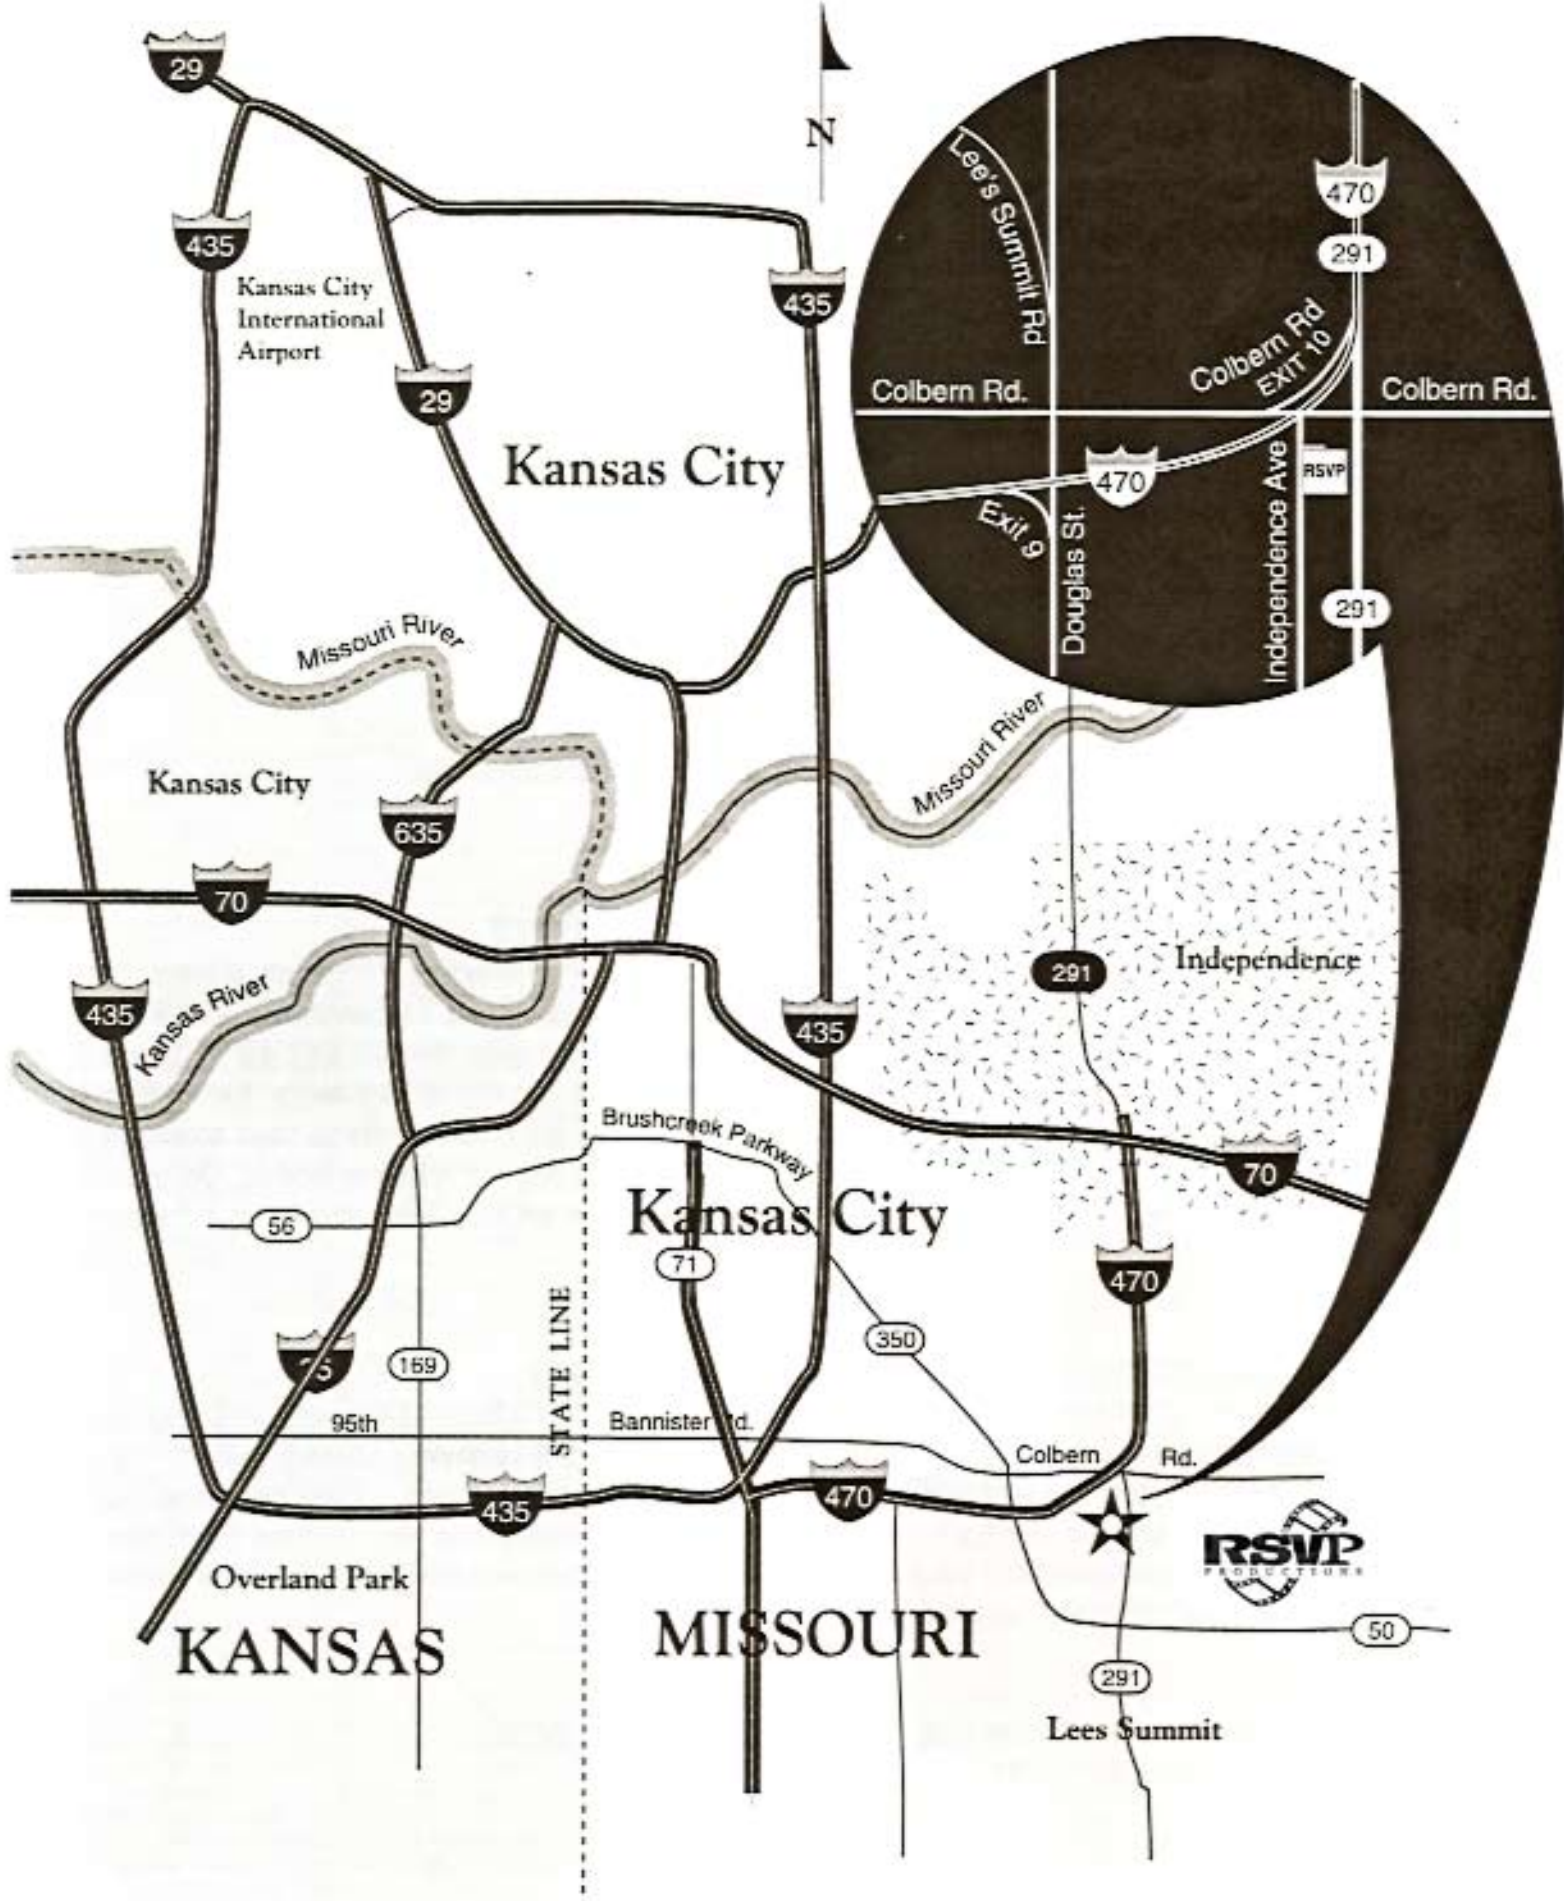 29
N
Lee's Summit Rd
470
291
435
Kansas City
International
Airport
435
Colbern Rd
EXIT 10
29
Colbern Rd.
Colbern Rd.
Kansas City
470
RSVP
Exit 9
Independence Ave
Douglas St.
291
Missouri River
Missouri River
Kansas City
635
70
291
Independence
435
Kansas River
435
Brushcreek Parkway
70
56
Kansas City
71
470
350
169
STATE LINE
95th
Bannister Rd.
Colbern Rd.
435
470
RSVP
PRODUCTIONS
Overland Park
KANSAS
MISSOURI
50
291
Lees Summit